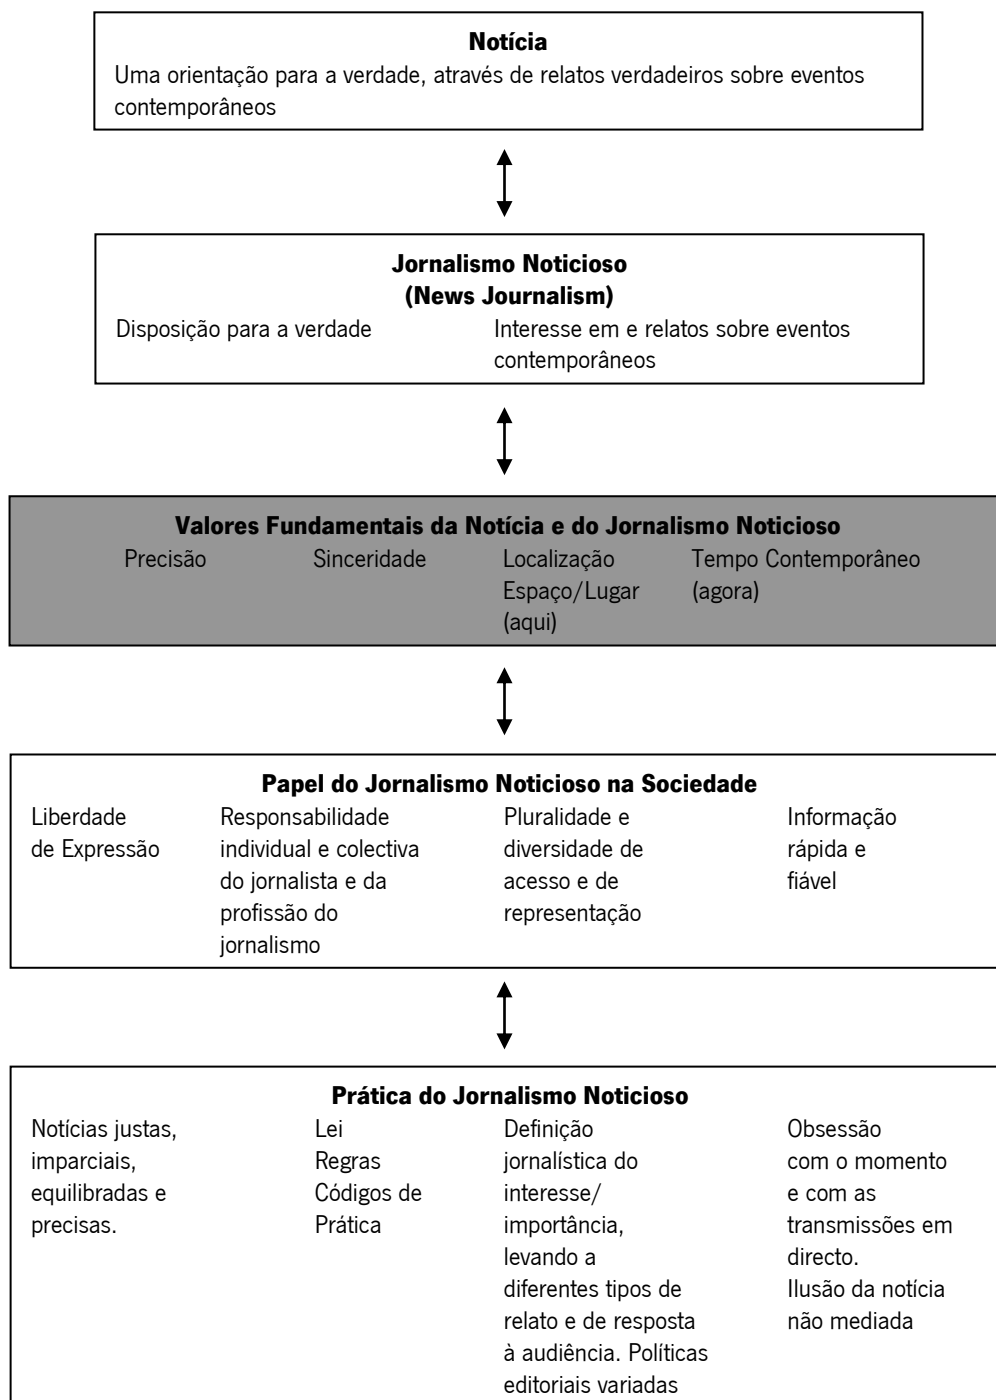 Notícia
Uma orientação para a verdade, através de relatos verdadeiros sobre eventos
contemporâneos
Jornalismo Noticioso
(News Journalism)
Disposição para a verdade
Interesse em e relatos sobre eventos
contemporâneos
Valores Fundamentais da Notícia e do Jornalismo Noticioso
Precisão
Sinceridade
Localização
Espaço/Lugar
(aqui)
Tempo Contemporâneo
(agora)
Papel do Jornalismo Noticioso na Sociedade
Liberdade
de Expressão
Responsabilidade
individual e colectiva
do jornalista e da
profissão do
jornalismo
Pluralidade e
diversidade de
acesso e de
representação
Informação
rápida e
fiável
Prática do Jornalismo Noticioso
Notícias justas,
imparciais,
equilibradas e
precisas.
Lei
Regras
Códigos de
Prática
Definição
jornalística do
interesse/
importância,
levando a
diferentes tipos de
relato e de resposta
à audiência. Políticas
editoriais variadas
Obsessão
com o momento
e com as
transmissões em
directo.
Ilusão da notícia
não mediada